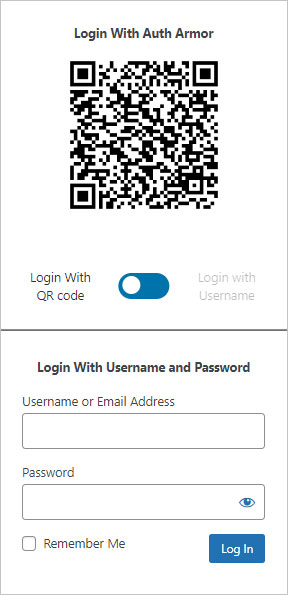 Login With Auth Armor
Login With
QR code
Login with
Username
Login With Username and Password
Username or Email Address
Password
Remember Me
Log In